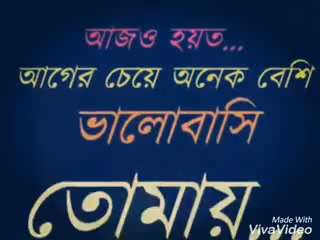 আজও হয়ত...
আগের চেয়ে অনেক বেশি
ভালোবাসি
তোমায় ..
Made With
VivaVideo